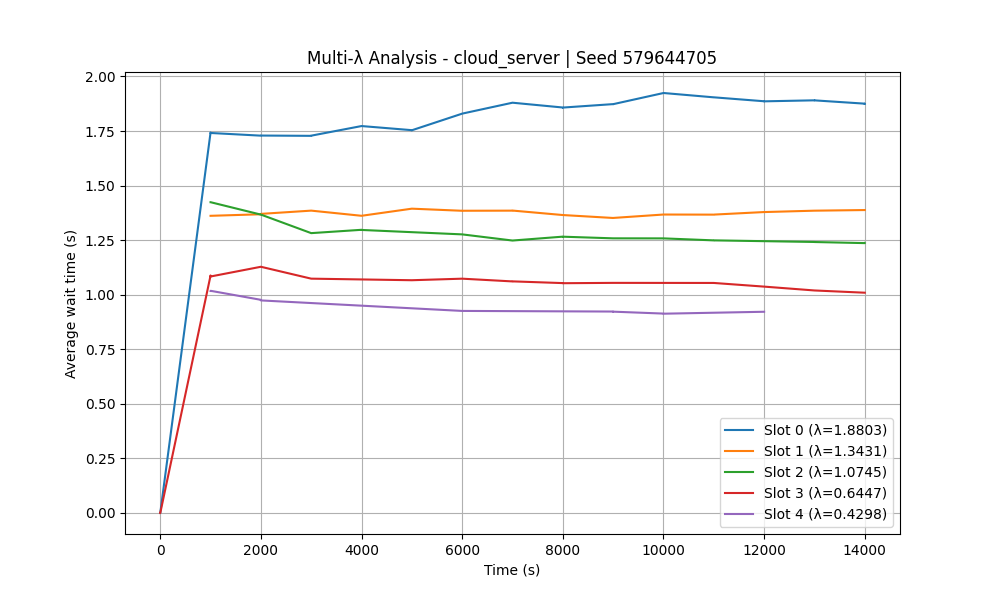 Multi-λ Analysis - cloud_server | Seed 579644705
Average wait time (s)
2.00
1.75
1.50
1.25
1.00
0.75
0.50
0.25
0.00
Slot 0 (λ=1.8803)
Slot 1 (λ=1.3431)
Slot 2 (λ=1.0745)
Slot 3 (λ=0.6447)
Slot 4 (λ=0.4298)
0 2000 4000 6000 8000 10000 12000 14000
Time (s)